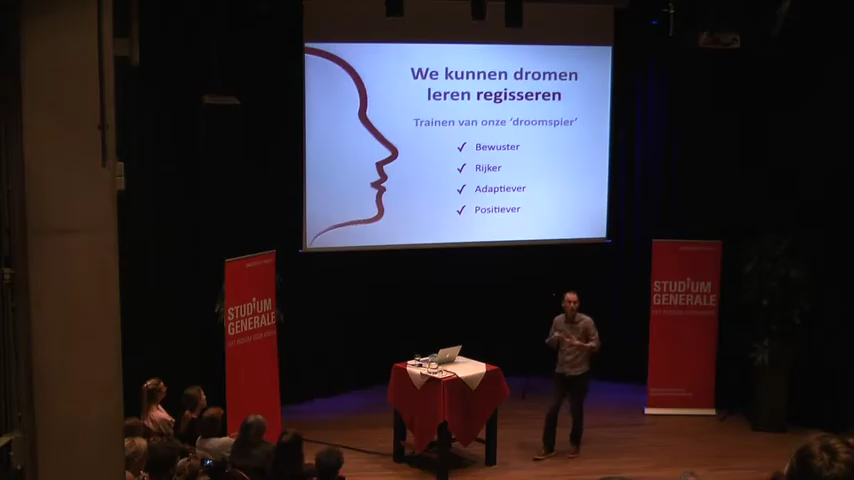 We kunnen dromen
leren regisseren
Trainen van onze 'droomspier'
✓ Bewuster
✓ Rijker
✓ Adaptiever
✓ Positiever
STUDIUM
GENERALE
STUDIUM
GENERALE